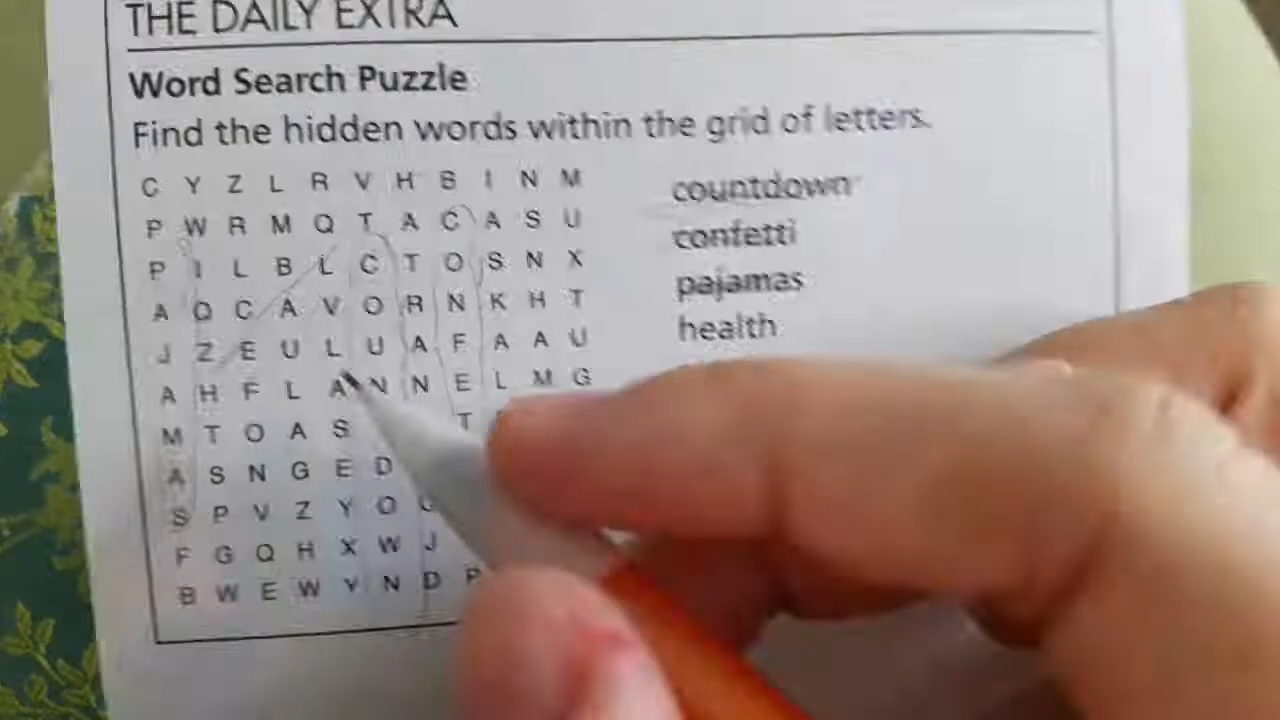 THE DAILY EXTRA
Word Search Puzzle
Find the hidden words within the grid of letters.
C Y Z L R V H S I N M
P W R M Q T A C A S U
P I L B L C T O S N X
A O C A V O R N K H T
J Z E U L U A F A A U
A H F L A N N E L M G
M T O A S T
A S N G E D
S P V Z Y O
F G Q H X W J
B W E W Y N D P
countdown
confetti
pajamas
health